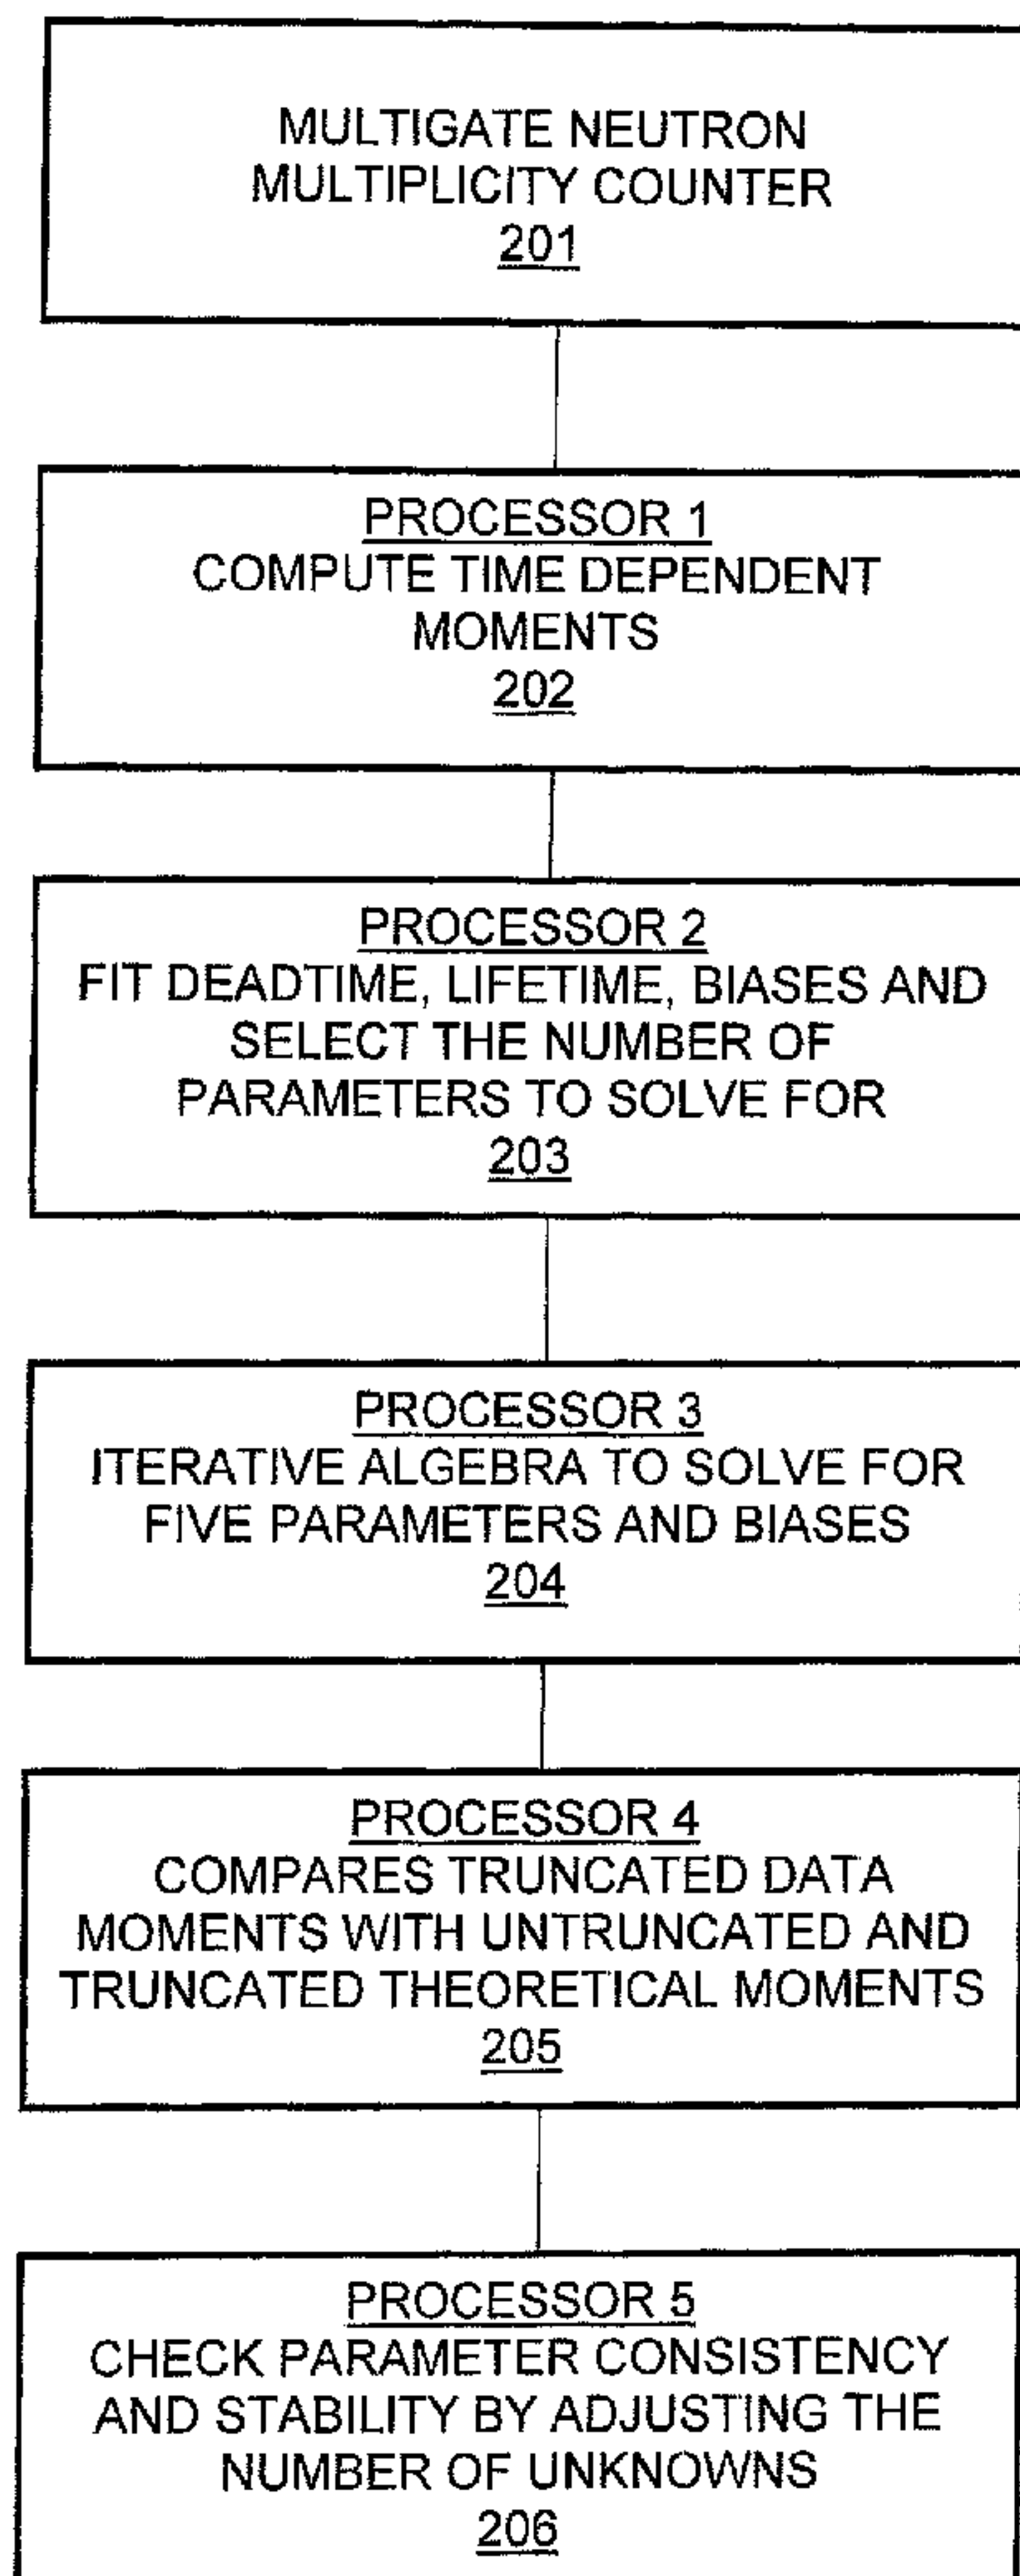 MULTIGATE NEUTRON
MULTIPLICITY COUNTER
201
PROCESSOR 1
COMPUTE TIME DEPENDENT
MOMENTS
202
PROCESSOR 2
FIT DEADTIME, LIFETIME, BIASES AND
SELECT THE NUMBER OF
PARAMETERS TO SOLVE FOR
203
PROCESSOR 3
ITERATIVE ALGEBRA TO SOLVE FOR
FIVE PARAMETERS AND BIASES
204
PROCESSOR 4
COMPARES TRUNCATED DATA
MOMENTS WITH UNTRUNCATED AND
TRUNCATED THEORETICAL MOMENTS
205
PROCESSOR 5
CHECK PARAMETER CONSISTENCY
AND STABILITY BY ADJUSTING THE
NUMBER OF UNKNOWNS
206